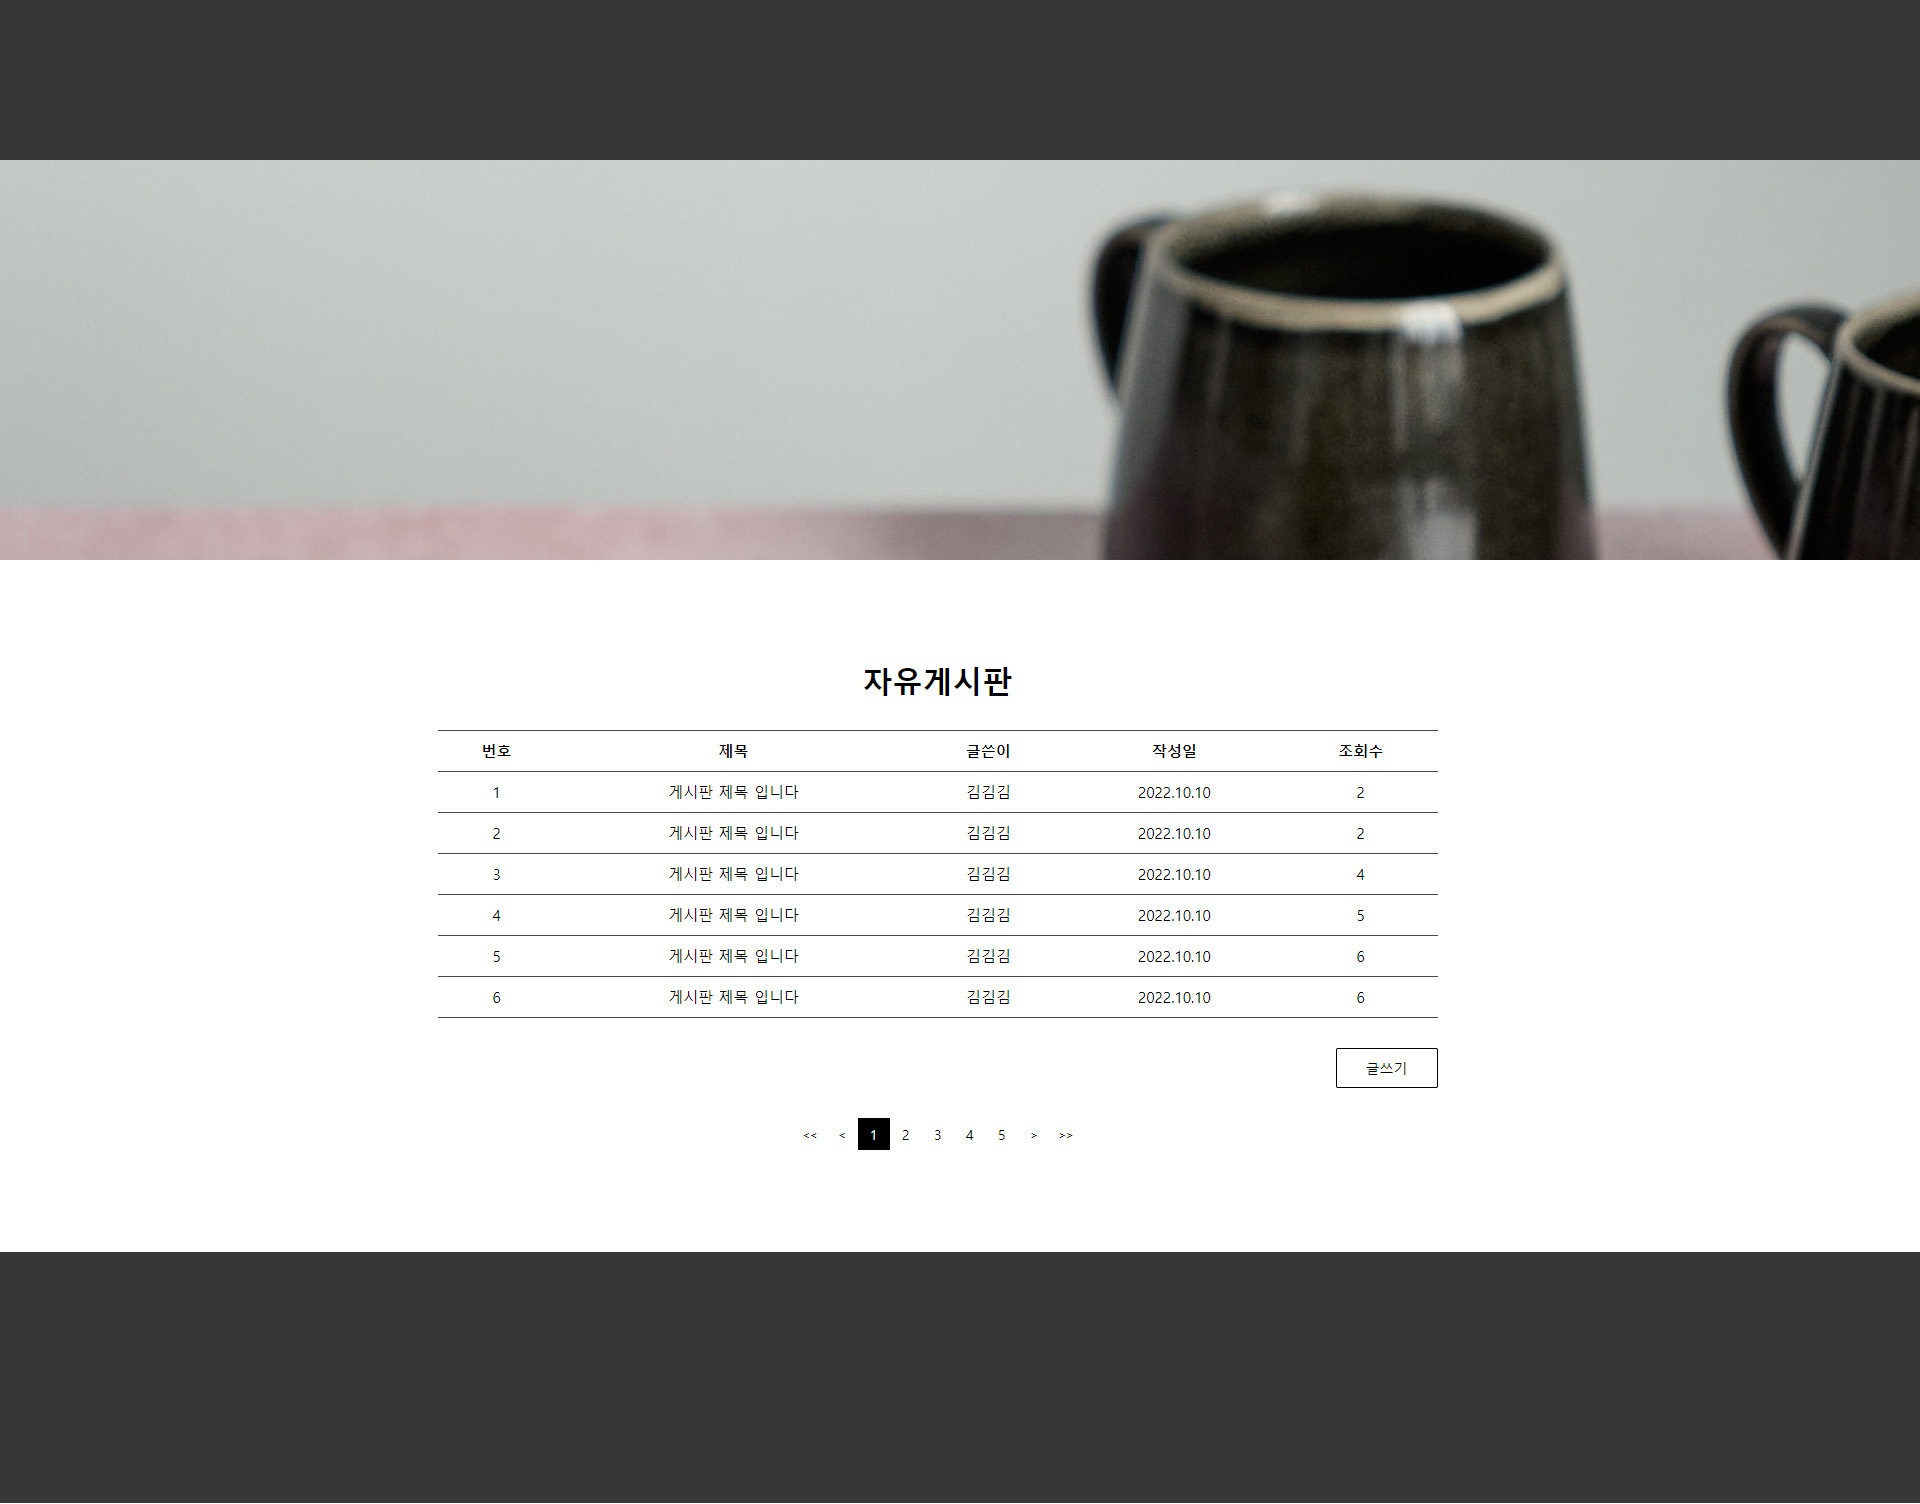 자유게시판
번호 제목 글쓴이 작성일 조회수
1 게시판 제목 입니다 김김김 2022.10.10 2
2 게시판 제목 입니다 김김김 2022.10.10 2
3 게시판 제목 입니다 김김김 2022.10.10 4
4 게시판 제목 입니다 김김김 2022.10.10 5
5 게시판 제목 입니다 김김김 2022.10.10 6
6 게시판 제목 입니다 김김김 2022.10.10 6
글쓰기
<< < 1 2 3 4 5 > >>